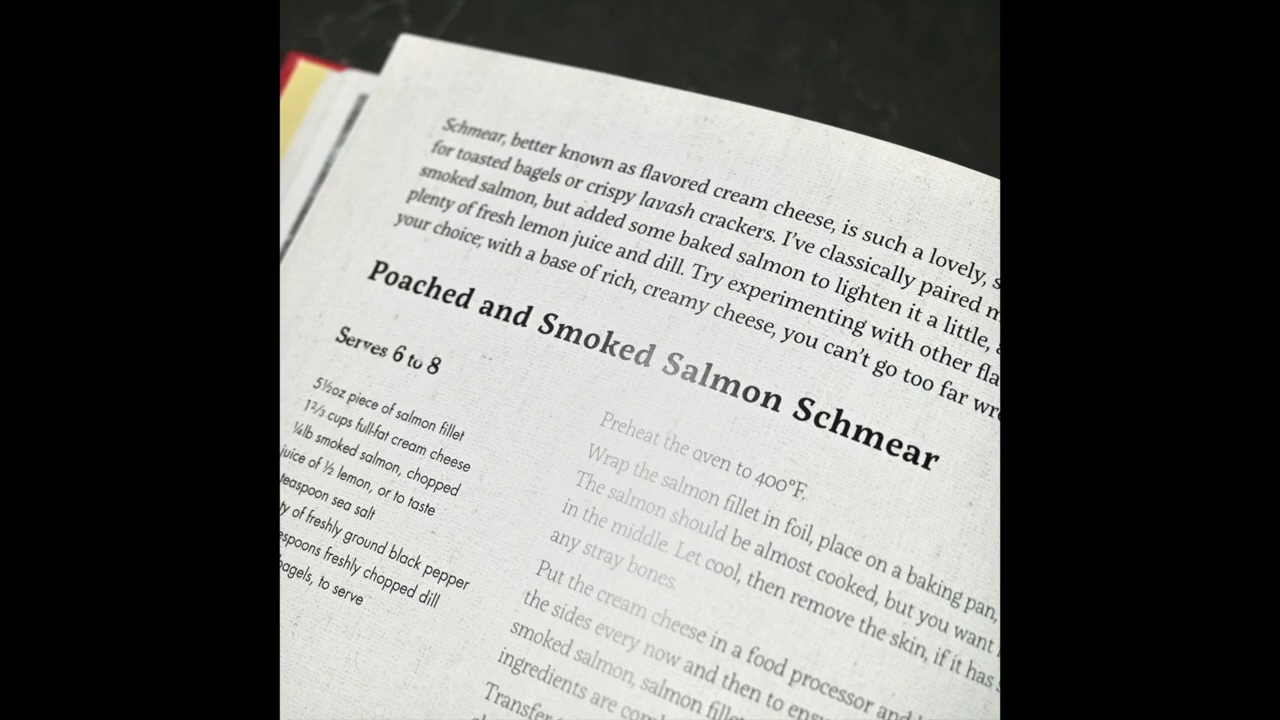 Schmear, better known as flavored cream cheese, is such a lovely,
for toasted bagels or crispy lavash crackers. I've classically paired
smoked salmon, but added some baked salmon to lighten it a little,
plenty of fresh lemon juice and dill. Try experimenting with other
your choice; with a base of rich, creamy cheese, you can't go too far
Poached and Smoked Salmon Schmear
Serves 6 to 8
5½oz piece of salmon fillet
1⅔ cups full-fat cream cheese
¼lb smoked salmon, chopped
juice of ½ lemon, or to taste
teaspoon sea salt
of freshly ground black pepper
freshly chopped dill
bagels, to serve
Preheat the oven to 400°F.
Wrap the salmon fillet in foil, place on a baking pan,
The salmon should be almost cooked, but you want
in the middle. Let cool, then remove the skin, if it has
any stray bones.
Put the cream cheese in a food processor and
the sides every now and then to
smoked salmon, salmon
ingredients are
Transfer